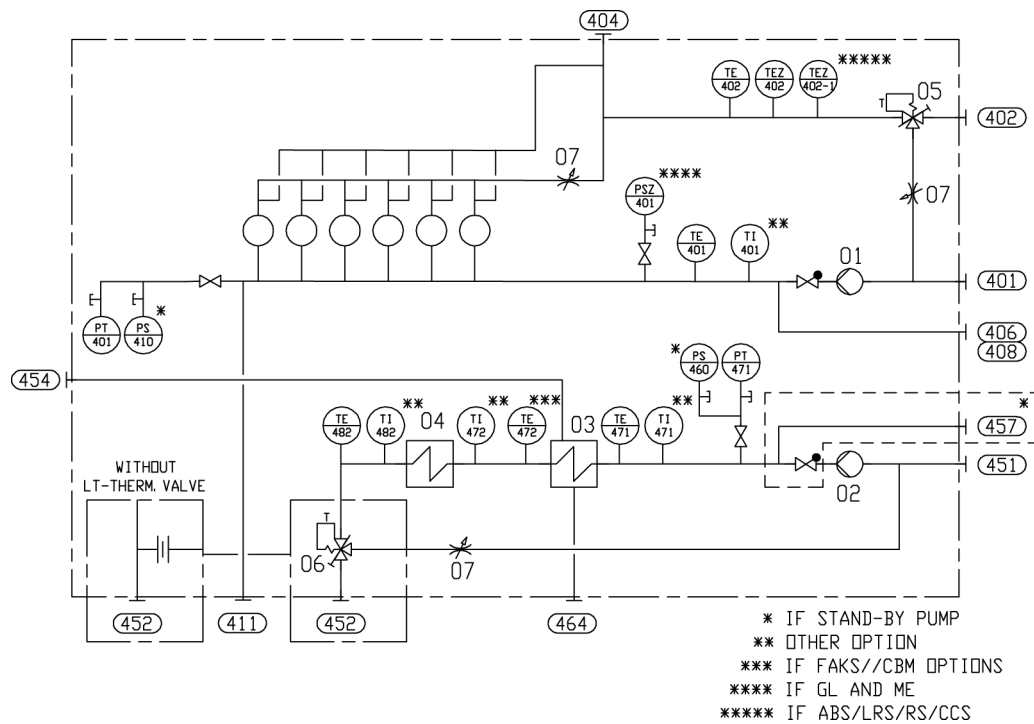 404
*****
TE 402
TEZ 402
TEZ 402-1
T
05
402
07
****
PSZ 401
07
**
TE 401
TI 401
01
401
PT 401
PS 410
*
406
408
*
PS 460
PT 471
454
*
**
**
***
**
TE 482
TI 482
04
TI 472
TE 472
03
TE 471
TI 471
457
451
02
WITHOUT
LT-THERM. VALVE
T
06
07
452
411
452
464
* IF STAND-BY PUMP
** OTHER OPTION
*** IF FAKS//CBM OPTIONS
**** IF GL AND ME
***** IF ABS/LRS/RS/CCS